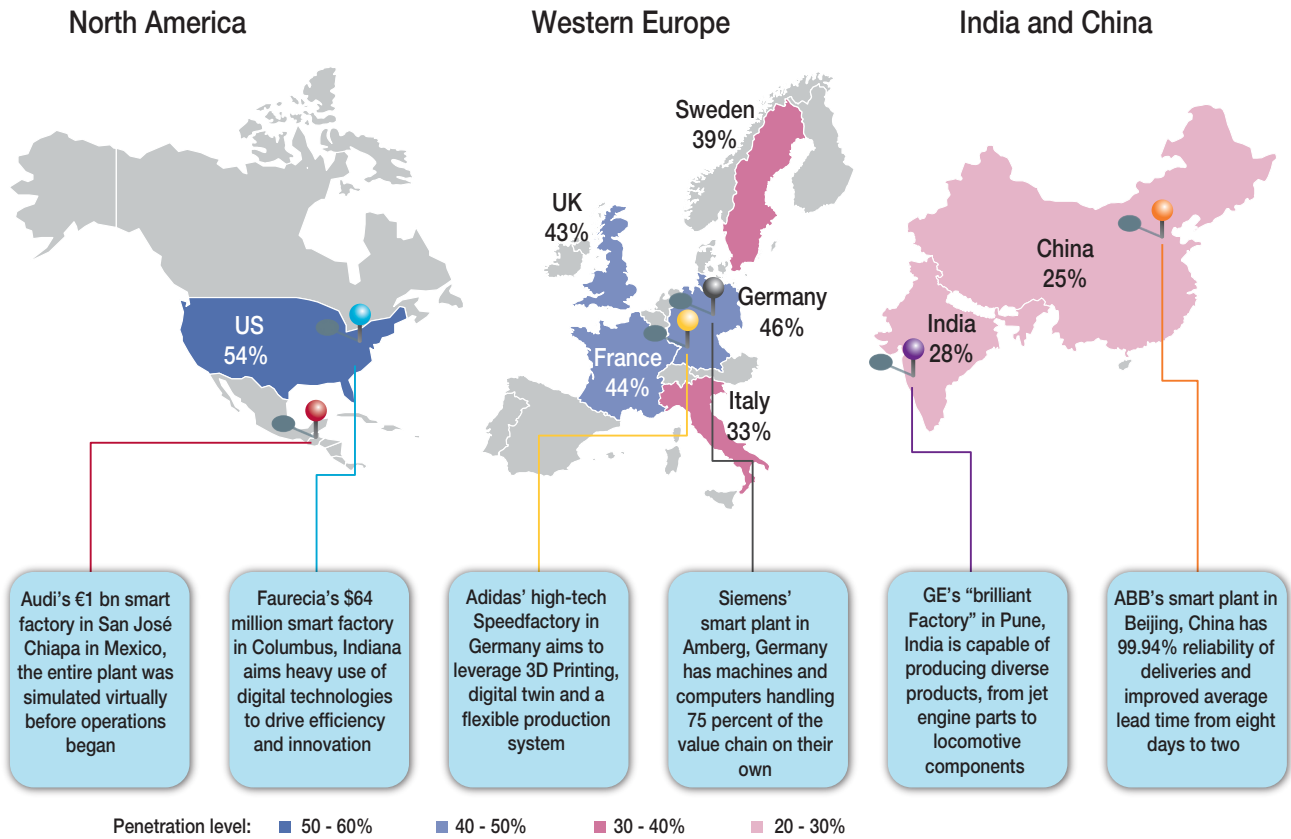 North America
Western Europe
India and China
Sweden
39%
UK
43%
Germany
46%
France
44%
Italy
33%
US
54%
China
25%
India
28%
Audi's €1 bn smart
factory in San José
Chiapa in Mexico,
the entire plant was
simulated virtually
before operations
began
Faurecia's $64
million smart factory
in Columbus, Indiana
aims heavy use of
digital technologies
to drive efficiency
and innovation
Adidas' high-tech
Speedfactory in
Germany aims to
leverage 3D Printing,
digital twin and a
flexible production
system
Siemens'
smart plant in
Amberg, Germany
has machines and
computers handling
75 percent of the
value chain on their
own
GE's “brilliant
Factory” in Pune,
India is capable of
producing diverse
products, from jet
engine parts to
locomotive
components
ABB's smart plant in
Beijing, China has
99.94% reliability of
deliveries and
improved average
lead time from eight
days to two
Penetration level: 50 - 60% 40 - 50% 30 - 40% 20 - 30%